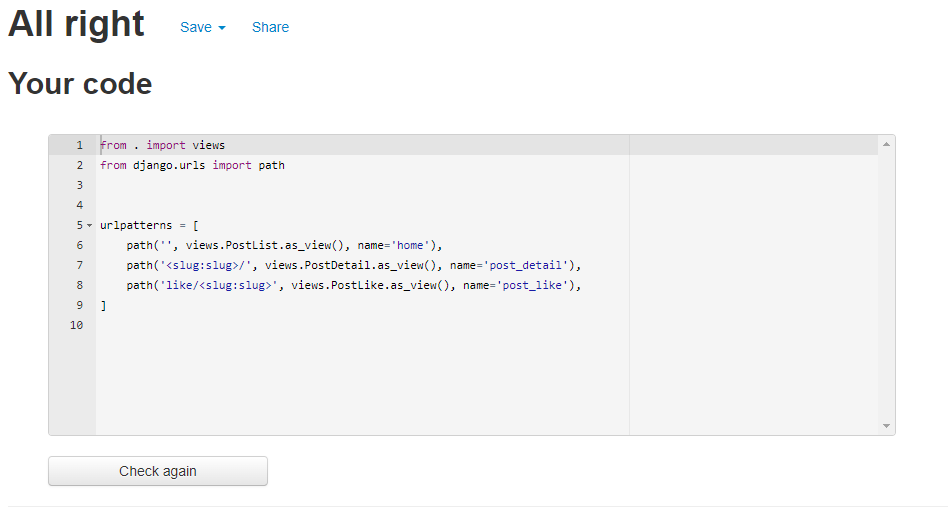 All right Save Share
Your code
1 from . import views
2 from django.urls import path
3
4
5 urlpatterns = [
6     path('', views.PostList.as_view(), name='home'),
7     path('<slug:slug>/', views.PostDetail.as_view(), name='post_detail'),
8     path('like/<slug:slug>', views.PostLike.as_view(), name='post_like'),
9 ]
10
Check again